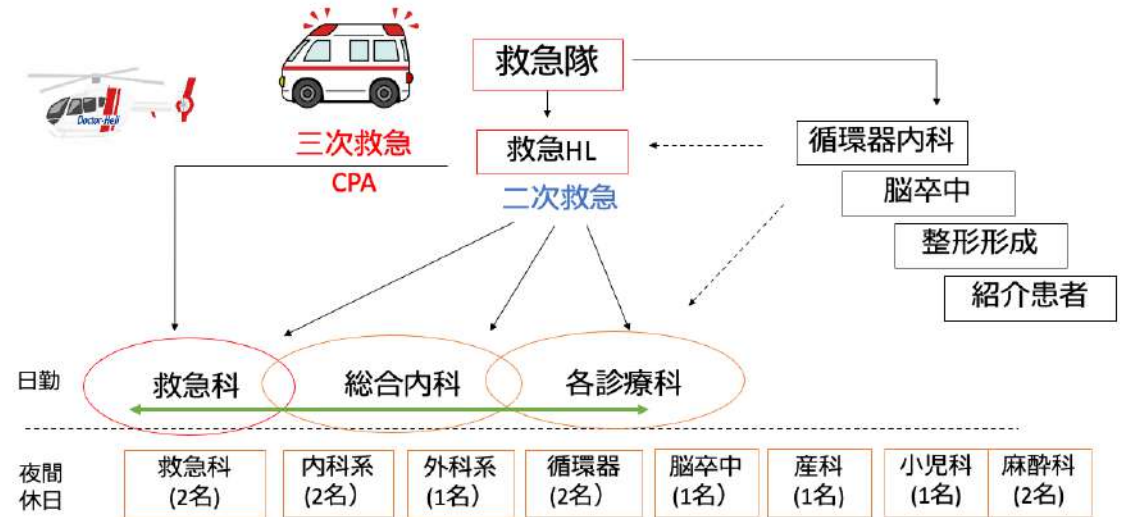 救急隊
Doctor-Heli
三次救急
CPA
救急HL
二次救急
循環器内科
脳卒中
整形形成
紹介患者
日勤
救急科
総合内科
各診療科
夜間
休日
救急科
(2名)
内科系
(2名)
外科系
(1名)
循環器
(2名)
脳卒中
(1名)
産科
(1名)
小児科
(1名)
麻酔科
(2名)